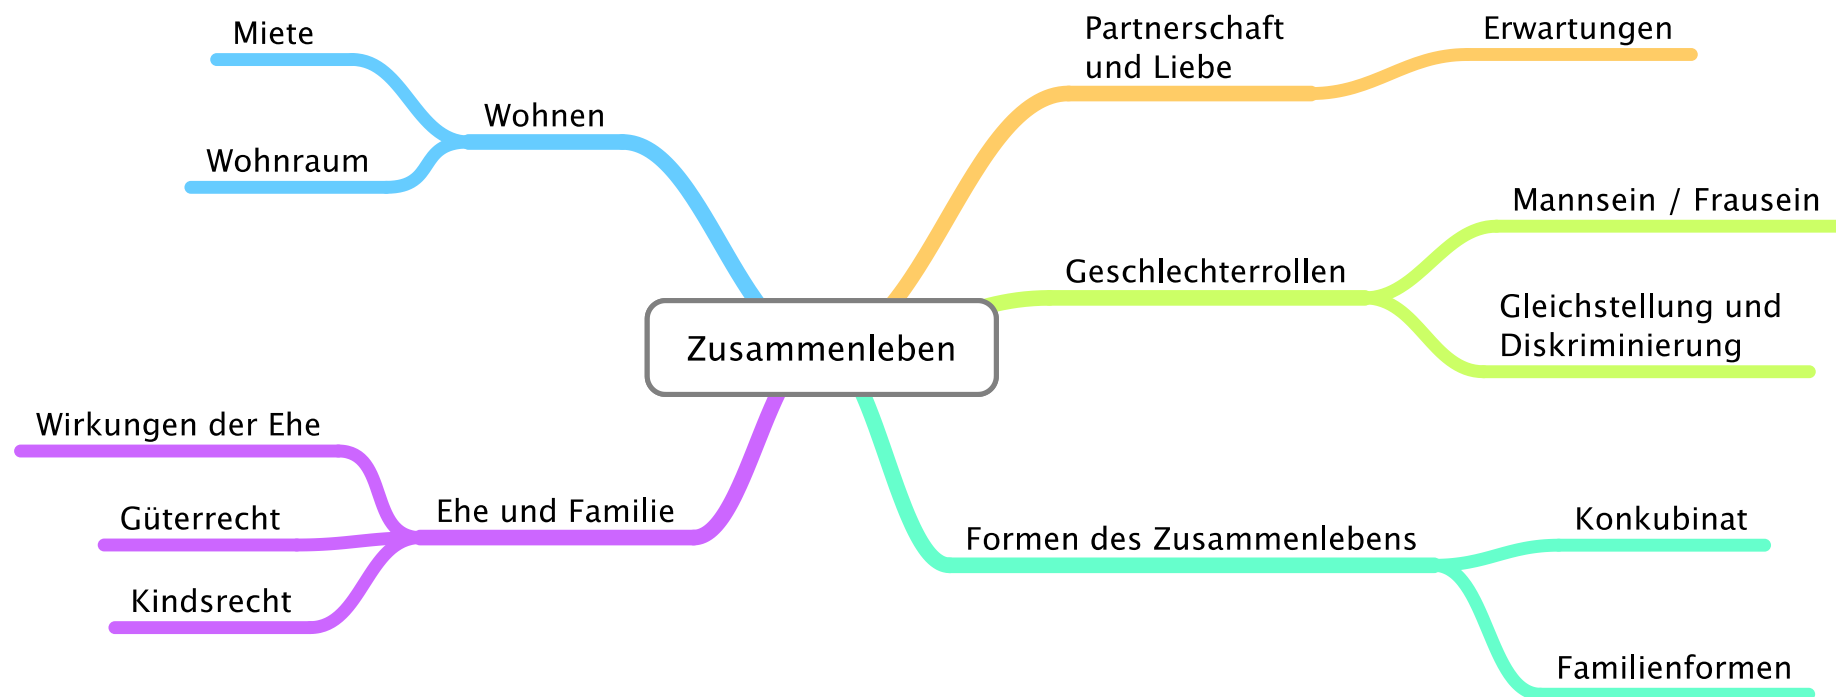 Miete
Wohnen
Wohnraum
Partnerschaft
und Liebe
Erwartungen
Mannsein / Frausein
Geschlechterrollen
Gleichstellung und
Diskriminierung
Zusammenleben
Wirkungen der Ehe
Güterrecht
Ehe und Familie
Kindsrecht
Formen des Zusammenlebens
Konkubinat
Familienformen